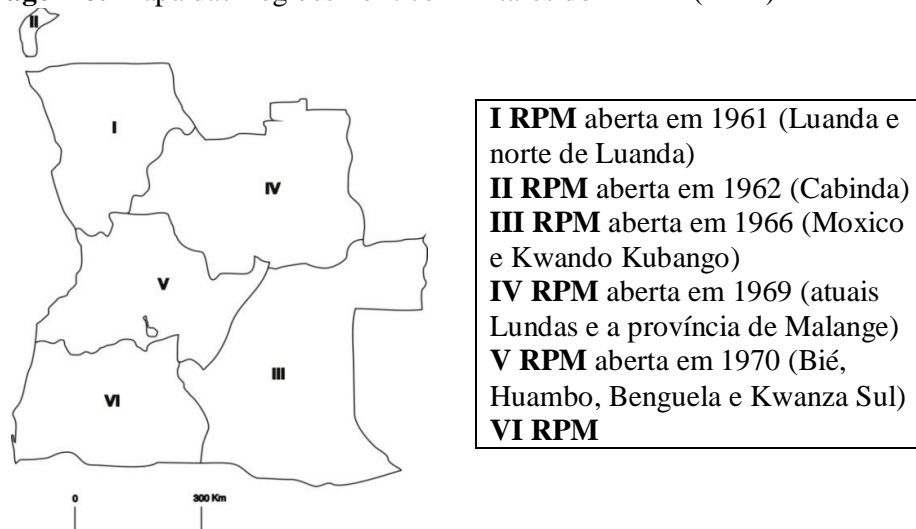 II
I
IV
V
III
VI
0 300 Km
I RPM aberta em 1961 (Luanda e
norte de Luanda)
II RPM aberta em 1962 (Cabinda)
III RPM aberta em 1966 (Moxico
e Kwando Kubango)
IV RPM aberta em 1969 (atuais
Lundas e a província de Malange)
V RPM aberta em 1970 (Bié,
Huambo, Benguela e Kwanza Sul)
VI RPM